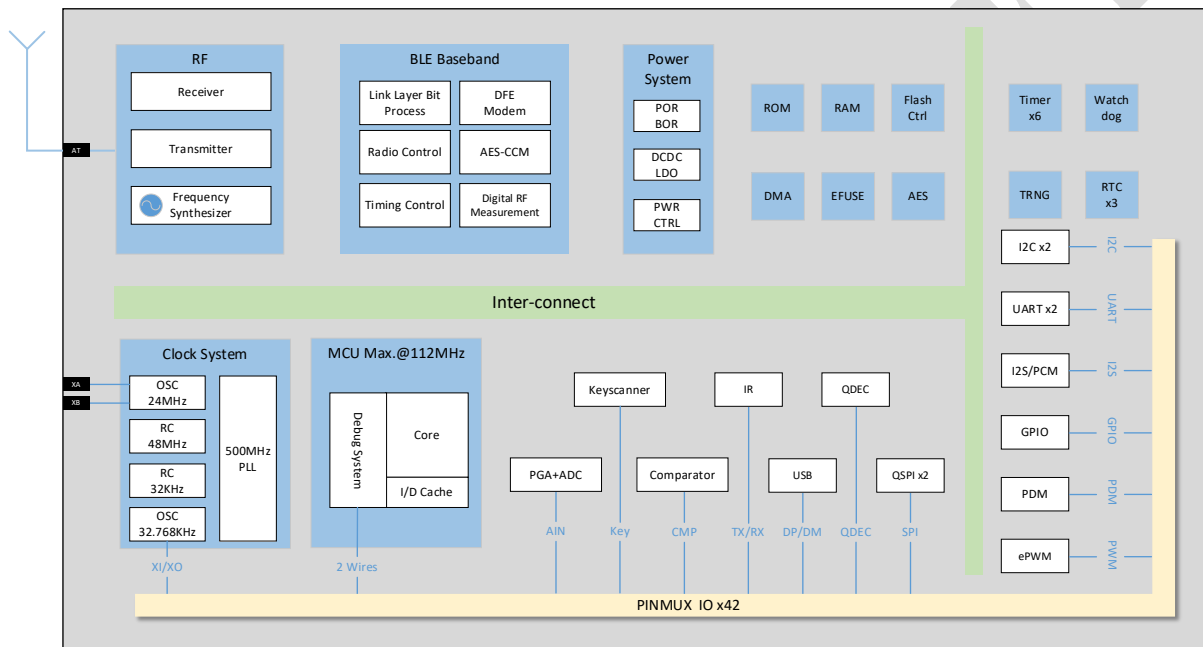 RF
Receiver
Transmitter
Frequency
Synthesizer
AT
BLE Baseband
Link Layer Bit
Process
DFE
Modem
Radio Control
AES-CCM
Timing Control
Digital RF
Measurement
Power
System
POR
BOR
DCDC
LDO
PWR
CTRL
ROM
RAM
Flash
Ctrl
DMA
EFUSE
AES
Timer
x6
Watch
dog
TRNG
RTC
x3
I2C x2
I2C
UART x2
UART
I2S/PCM
I2S
GPIO
GPIO
PDM
PDM
ePWM
PWM
Inter-connect
Clock System
XA
XB
OSC
24MHz
RC
48MHz
RC
32KHz
OSC
32.768KHz
500MHz
PLL
XI/XO
MCU Max.@112MHz
Debug System
Core
I/D Cache
2 Wires
Keyscanner
IR
QDEC
PGA+ADC
Comparator
USB
QSPI x2
AIN
Key
CMP
TX/RX
DP/DM
QDEC
SPI
PINMUX IO x42